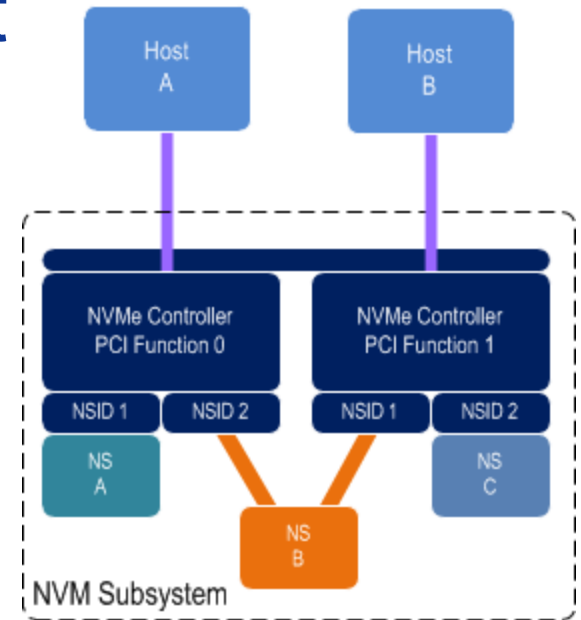 Host
A
Host
B
NVMe Controller
PCI Function 0
NVMe Controller
PCI Function 1
NSID 1
NSID 2
NSID 1
NSID 2
NS
A
NS
C
NS
B
NVM Subsystem